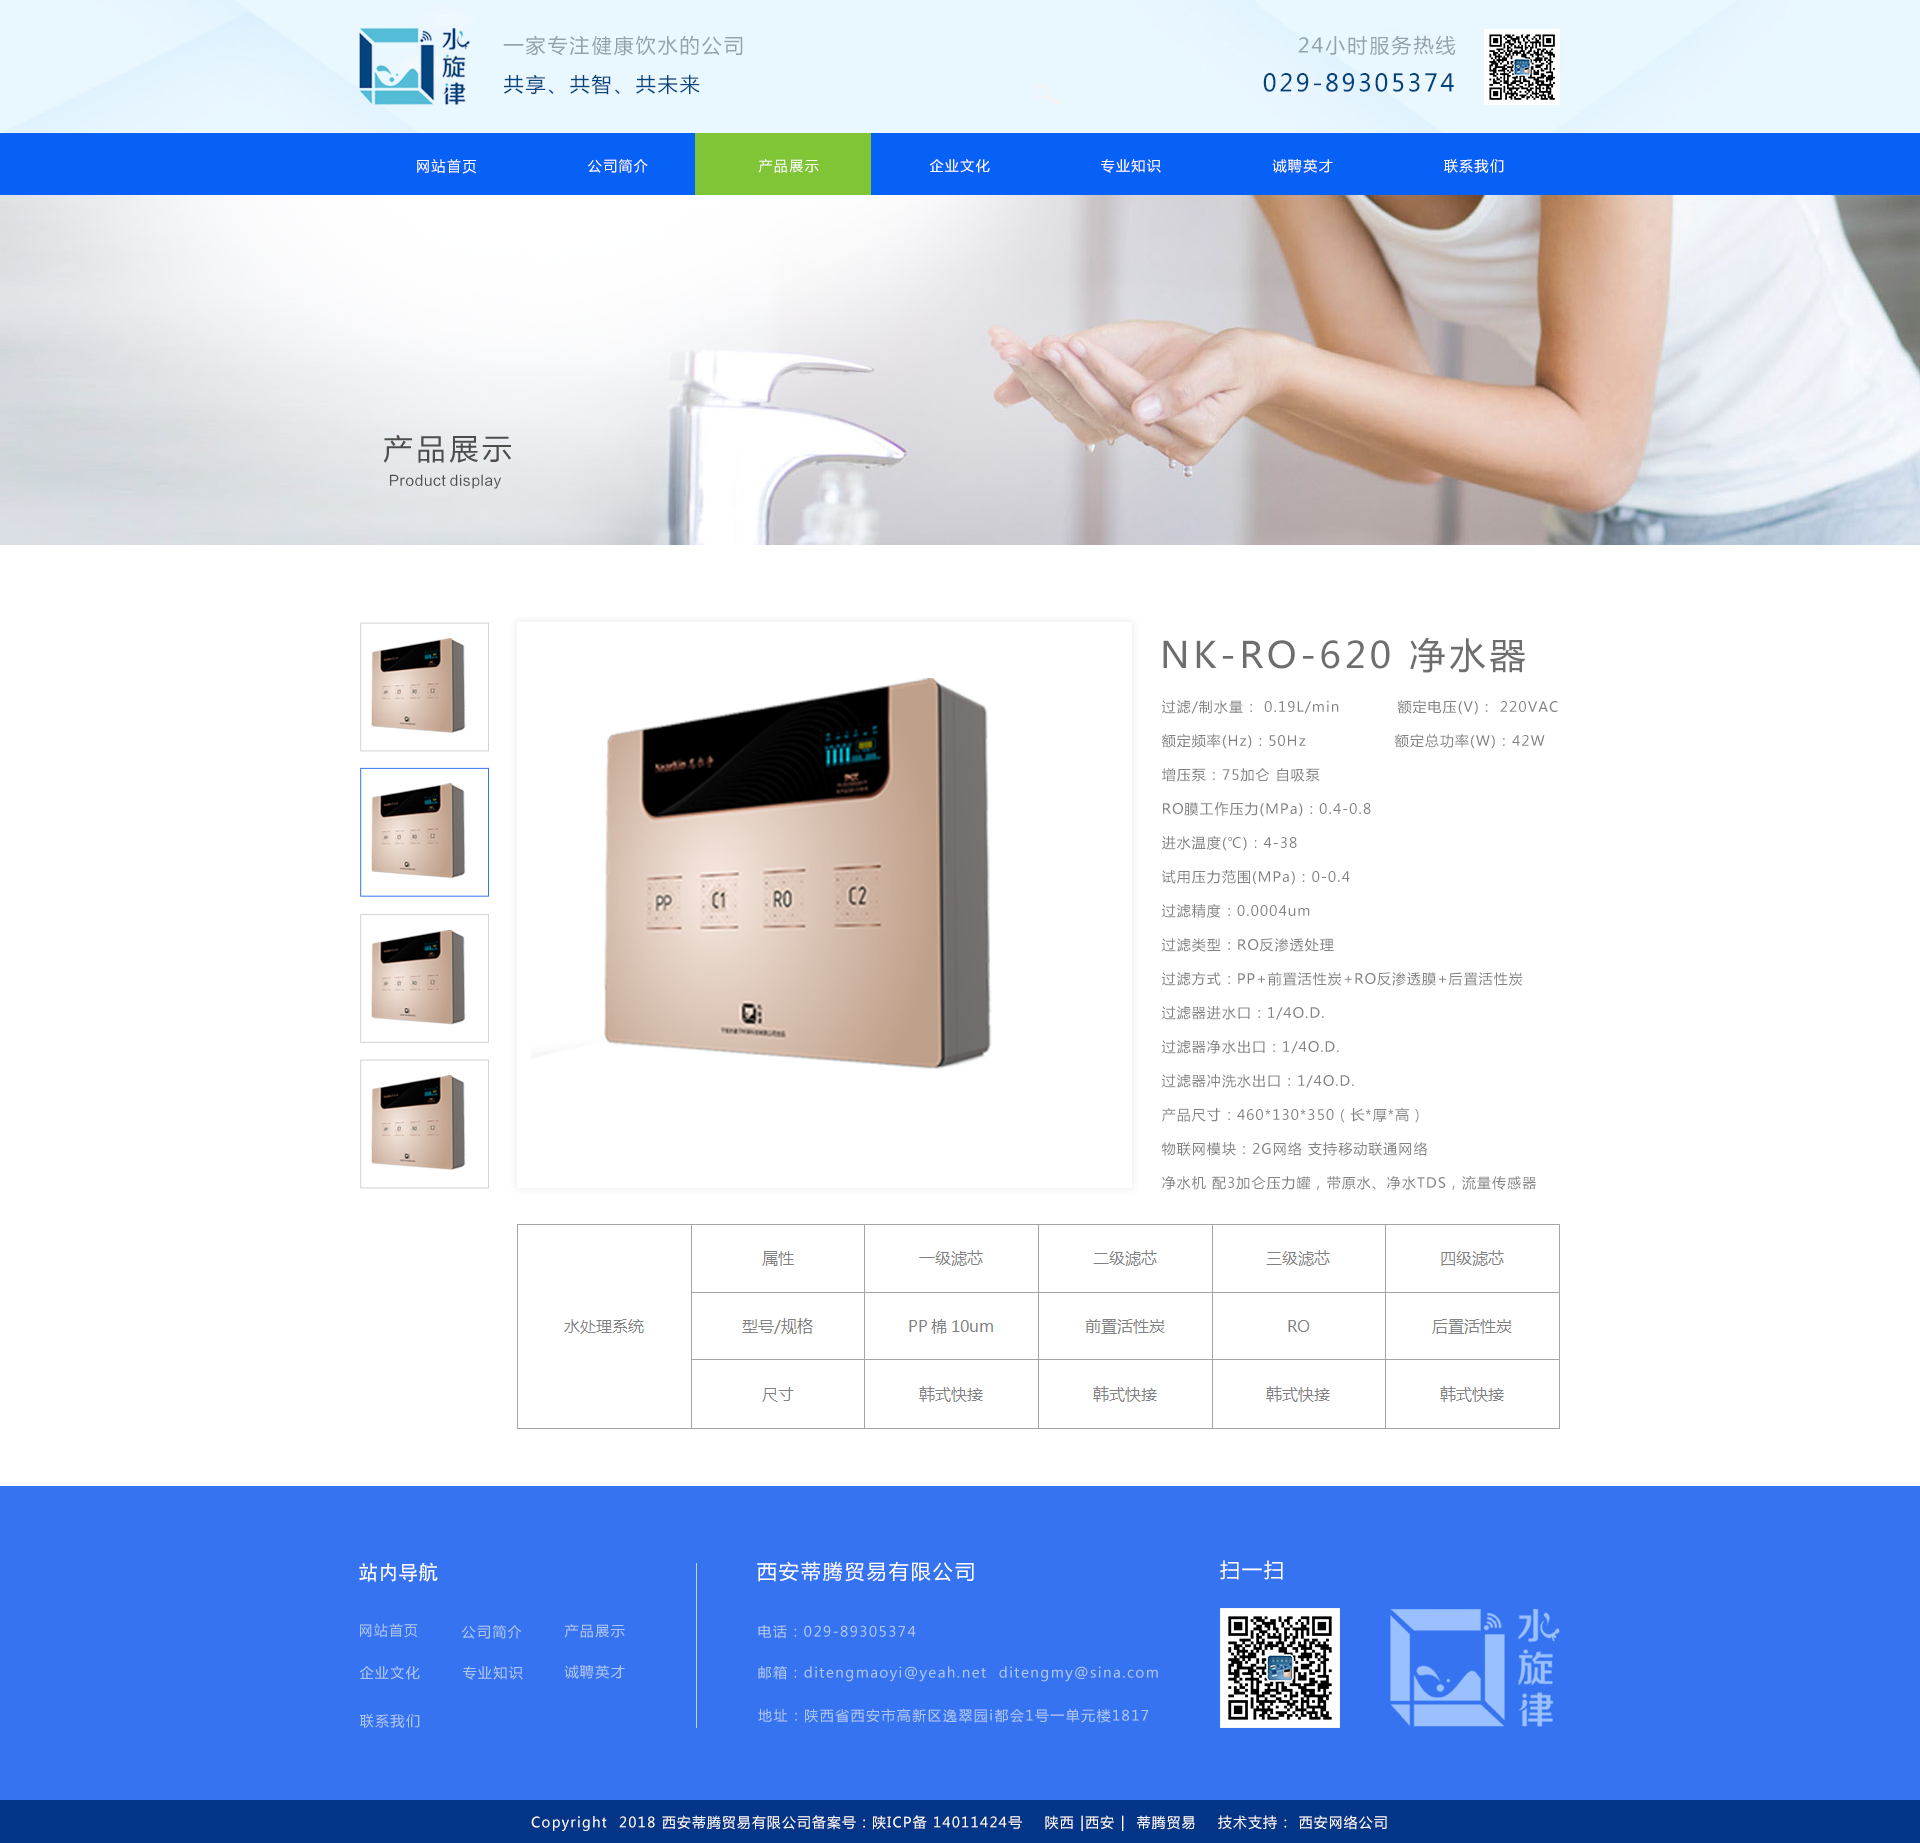 水旋律
一家专注健康饮水的公司
共享、共智、共未来
24小时服务热线
029-89305374
网站首页 公司简介 产品展示 企业文化 专业知识 诚聘英才 联系我们
产品展示
Product display
PP C1 RO C2
NK-RO-620 净水器
过滤/制水量： 0.19L/min 额定电压(V)： 220VAC
额定频率(Hz)：50Hz 额定总功率(W)：42W
增压泵：75加仑 自吸泵
RO膜工作压力(MPa)：0.4-0.8
进水温度(℃)：4-38
试用压力范围(MPa)：0-0.4
过滤精度：0.0004um
过滤类型：RO反渗透处理
过滤方式：PP+前置活性炭+RO反渗透膜+后置活性炭
过滤器进水口：1/4O.D.
过滤器净水出口：1/4O.D.
过滤器冲洗水出口：1/4O.D.
产品尺寸：460*130*350（长*厚*高）
物联网模块：2G网络 支持移动联通网络
净水机 配3加仑压力罐，带原水、净水TDS，流量传感器
属性 一级滤芯 二级滤芯 三级滤芯 四级滤芯
水处理系统 型号/规格 PP 棉 10um 前置活性炭 RO 后置活性炭
尺寸 韩式快接 韩式快接 韩式快接 韩式快接
站内导航
网站首页 公司简介 产品展示
企业文化 专业知识 诚聘英才
联系我们
西安蒂腾贸易有限公司
电话：029-89305374
邮箱：ditengmaoyi@yeah.net ditengmy@sina.com
地址：陕西省西安市高新区逸翠园i都会1号一单元楼1817
扫一扫
水旋律
Copyright 2018 西安蒂腾贸易有限公司备案号：陕ICP备 14011424号 陕西 |西安 | 蒂腾贸易 技术支持： 西安网络公司